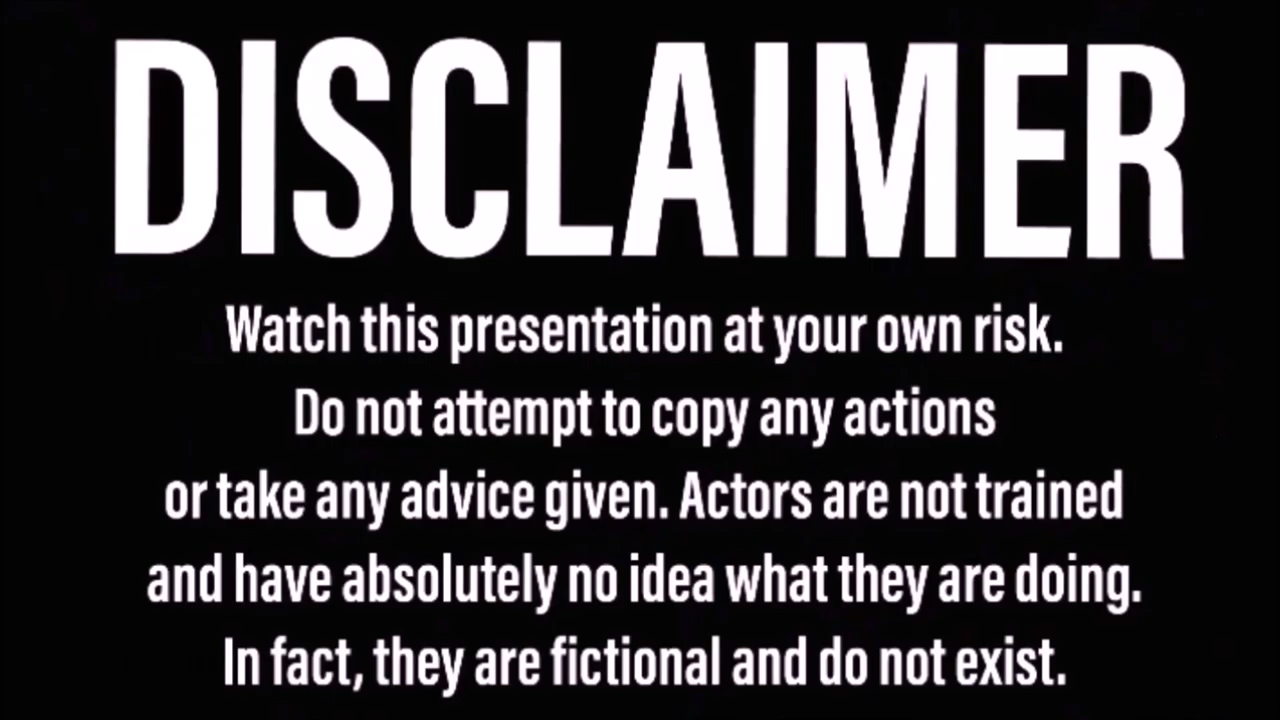 DISCLAIMER
Watch this presentation at your own risk.
Do not attempt to copy any actions
or take any advice given. Actors are not trained
and have absolutely no idea what they are doing.
In fact, they are fictional and do not exist.